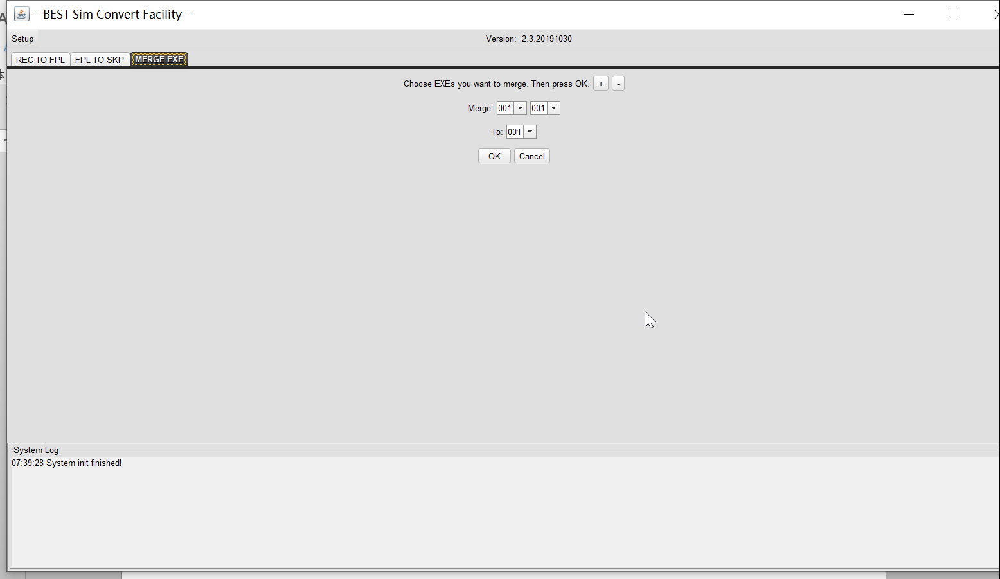 --BEST Sim Convert Facility--
Setup
Version: 2.3.20191030
REC TO FPL
FPL TO SKP
MERGE EXE
Choose EXEs you want to merge. Then press OK. + -
Merge: 001 001
To: 001
OK Cancel
System Log
07:39:28 System init finished!